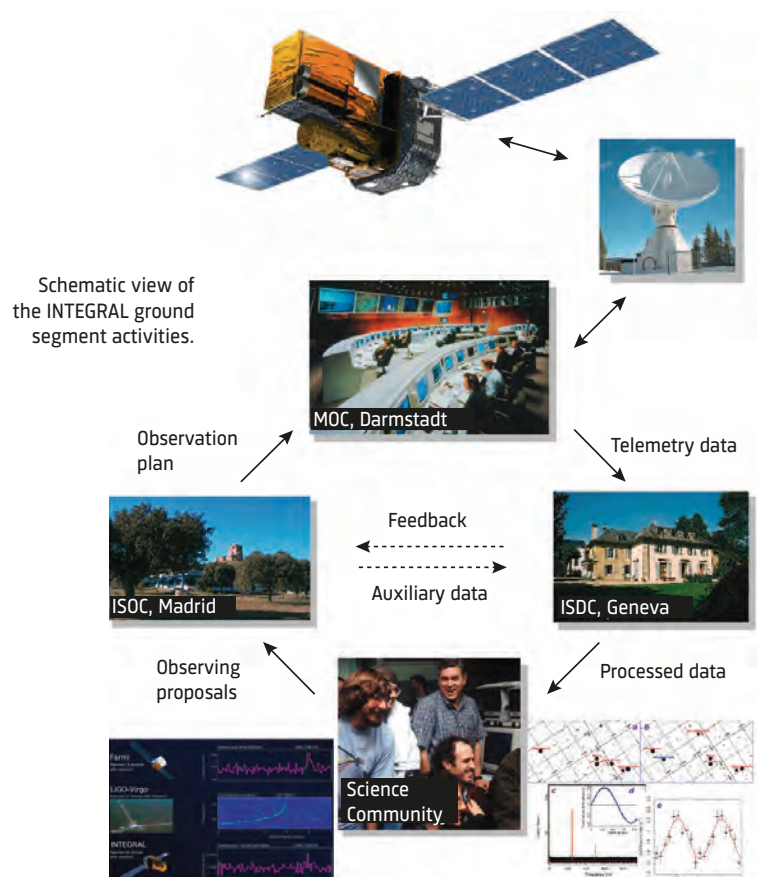 Schematic view of
the INTEGRAL ground
segment activities.
MOC, Darmstadt
Observation
plan
Telemetry data
Feedback
Auxiliary data
ISOC, Madrid
ISDC, Geneva
Observing
proposals
Processed data
Science
Community
Fermi
LIGO-Virgo
INTEGRAL
a
b
c
d
e